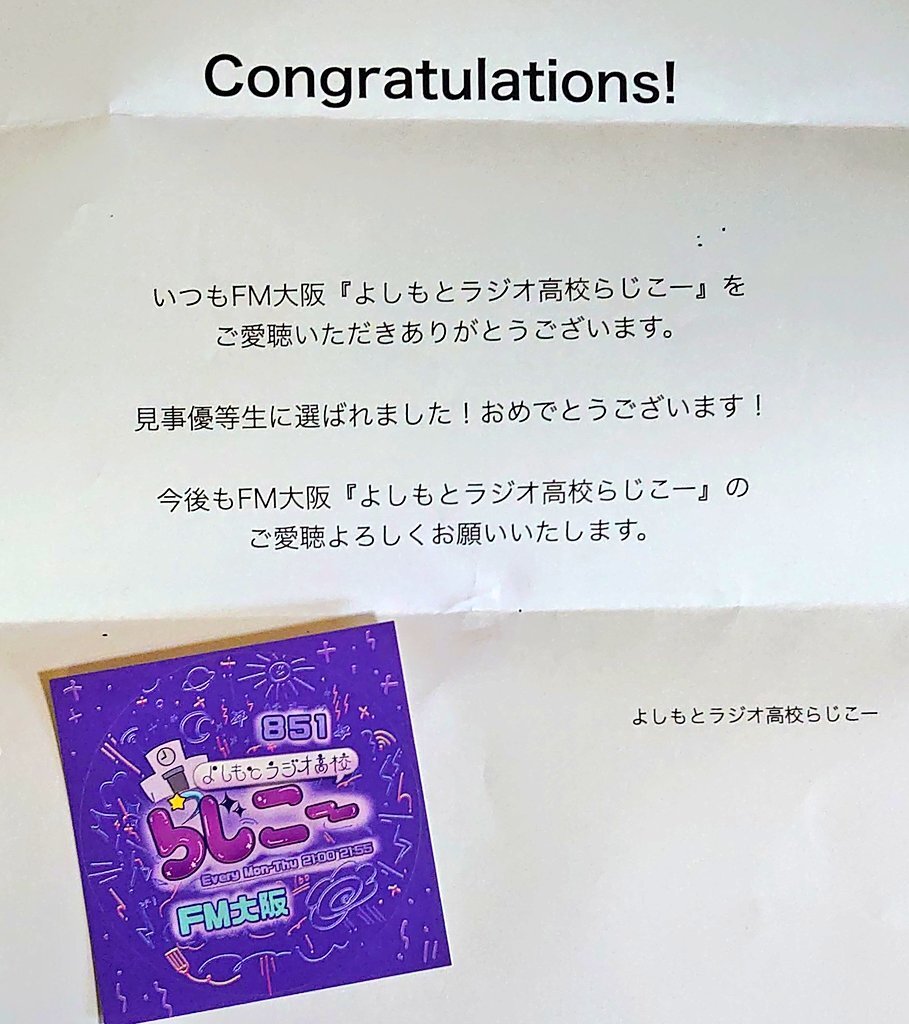 Congratulations!
いつもFM大阪『よしもとラジオ高校らじこー』を
ご愛聴いただきありがとうございます。
見事優等生に選ばれました！おめでとうございます！
今後もFM大阪『よしもとラジオ高校らじこー』の
ご愛聴よろしくお願いいたします。
よしもとラジオ高校らじこー
851
よしもとラジオ高校
らじこー
Every Mon-Thu 21:00 21:55
FM大阪